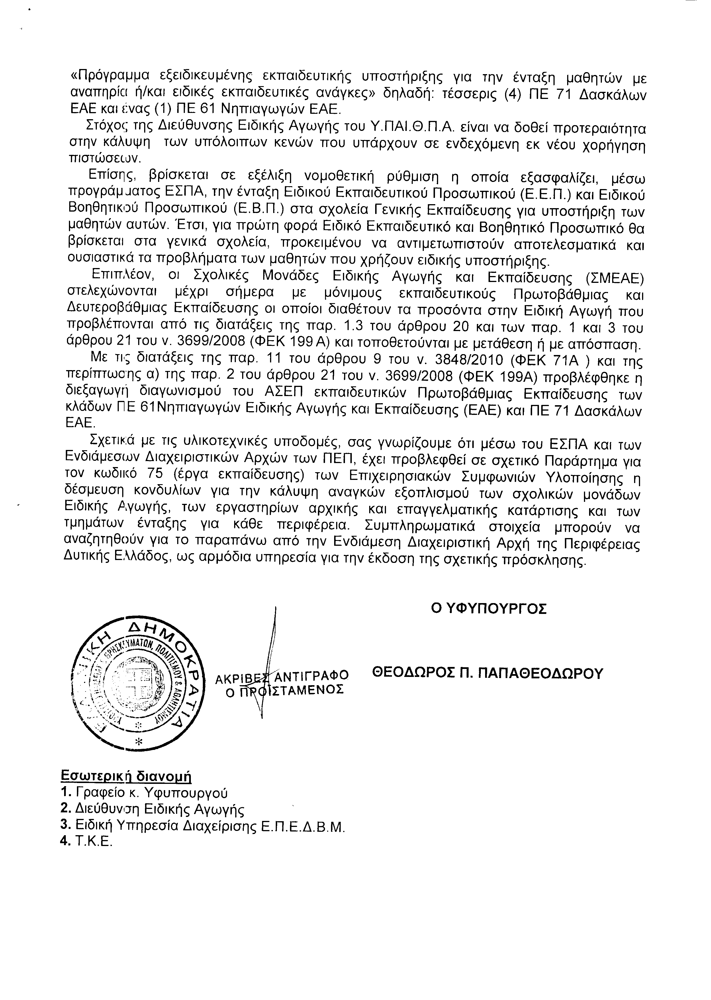 «Πρόγραμμα εξειδικευμένης εκπαιδευτικής υποστήριξης για την ένταξη μαθητών με
αναπηρία ή/και ειδικές εκπαιδευτικές ανάγκες» δηλαδή: τέσσερις (4) ΠΕ 71 Δασκάλων
ΕΑΕ και ένας (1) ΠΕ 61 Νηπιαγωγών ΕΑΕ.
Στόχος της Διεύθυνσης Ειδικής Αγωγής του Υ.ΠΑΙ.Θ.Π.Α. είναι να δοθεί προτεραιότητα
στην κάλυψη των υπόλοιπων κενών που υπάρχουν σε ενδεχόμενη εκ νέου χορήγηση
πιστώσεων.
Επίσης, βρίσκεται σε εξέλιξη νομοθετική ρύθμιση η οποία εξασφαλίζει, μέσω
προγράμματος ΕΣΠΑ, την ένταξη Ειδικού Εκπαιδευτικού Προσωπικού (Ε.Ε.Π.) και Ειδικού
Βοηθητικού Προσωπικού (Ε.Β.Π.) στα σχολεία Γενικής Εκπαίδευσης για υποστήριξη των
μαθητών αυτών. Έτσι, για πρώτη φορά Ειδικό Εκπαιδευτικό και Βοηθητικό Προσωπικό θα
βρίσκεται στα γενικά σχολεία, προκειμένου να αντιμετωπιστούν αποτελεσματικά και
ουσιαστικά τα προβλήματα των μαθητών που χρήζουν ειδικής υποστήριξης.
Επιπλέον, οι Σχολικές Μονάδες Ειδικής Αγωγής και Εκπαίδευσης (ΣΜΕΑΕ)
στελεχώνονται μέχρι σήμερα με μόνιμους εκπαιδευτικούς Πρωτοβάθμιας και
Δευτεροβάθμιας Εκπαίδευσης οι οποίοι διαθέτουν τα προσόντα στην Ειδική Αγωγή που
προβλέπονται από τις διατάξεις της παρ. 1.3 του άρθρου 20 και των παρ. 1 και 3 του
άρθρου 21 του ν. 3699/2008 (ΦΕΚ 199 Α) και τοποθετούνται με μετάθεση ή με απόσπαση.
Με τις διατάξεις της παρ. 11 του άρθρου 9 του ν. 3848/2010 (ΦΕΚ 71Α ) και της
περίπτωσης α) της παρ. 2 του άρθρου 21 του ν. 3699/2008 (ΦΕΚ 199Α) προβλέφθηκε η
διεξαγωγή διαγωνισμού του ΑΣΕΠ εκπαιδευτικών Πρωτοβάθμιας Εκπαίδευσης των
κλάδων ΠΕ 61Νηπιαγωγών Ειδικής Αγωγής και Εκπαίδευσης (ΕΑΕ) και ΠΕ 71 Δασκάλων
ΕΑΕ.
Σχετικά με τις υλικοτεχνικές υποδομές, σας γνωρίζουμε ότι μέσω του ΕΣΠΑ και των
Ενδιάμεσων Διαχειριστικών Αρχών των ΠΕΠ, έχει προβλεφθεί σε σχετικό Παράρτημα για
τον κωδικό 75 (έργα εκπαίδευσης) των Επιχειρησιακών Συμφωνιών Υλοποίησης η
δέσμευση κονδυλίων για την κάλυψη αναγκών εξοπλισμού των σχολικών μονάδων
Ειδικής Αγωγής, των εργαστηρίων αρχικής και επαγγελματικής κατάρτισης και των
τμημάτων ένταξης για κάθε περιφέρεια. Συμπληρωματικά στοιχεία μπορούν να
αναζητηθούν για το παραπάνω από την Ενδιάμεση Διαχειριστική Αρχή της Περιφέρειας
Δυτικής Ελλάδος, ως αρμόδια υπηρεσία για την έκδοση της σχετικής πρόσκλησης.
Ο ΥΦΥΠΟΥΡΓΟΣ
ΕΛΛΗΝΙΚΗ ΔΗΜΟΚΡΑΤΙΑ
ΘΡΗΣΚΕΥΜΑΤΩΝ, ΠΟΛΙΤΙΣΜΟΥ & ΑΘΛΗΤΙΣΜΟΥ
ΑΚΡΙΒΕΣ ΑΝΤΙΓΡΑΦΟ
Ο ΠΡΟΪΣΤΑΜΕΝΟΣ
ΘΕΟΔΩΡΟΣ Π. ΠΑΠΑΘΕΟΔΩΡΟΥ
Εσωτερική διανομή
1. Γραφείο κ. Υφυπουργού
2. Διεύθυνση Ειδικής Αγωγής
3. Ειδική Υπηρεσία Διαχείρισης Ε.Π.Ε.Δ.Β.Μ.
4. Τ.Κ.Ε.